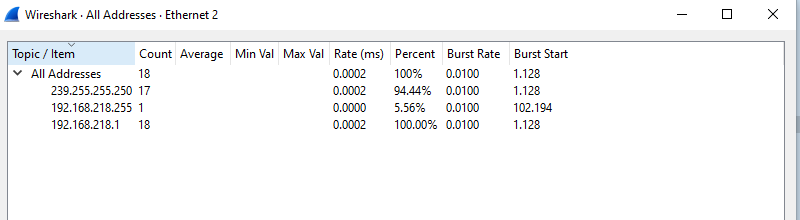 Wireshark · All Addresses · Ethernet 2
Topic / Item Count Average Min Val Max Val Rate (ms) Percent Burst Rate Burst Start
All Addresses 18 0.0002 100% 0.0100 1.128
239.255.255.250 17 0.0002 94.44% 0.0100 1.128
192.168.218.255 1 0.0000 5.56% 0.0100 102.194
192.168.218.1 18 0.0002 100.00% 0.0100 1.128